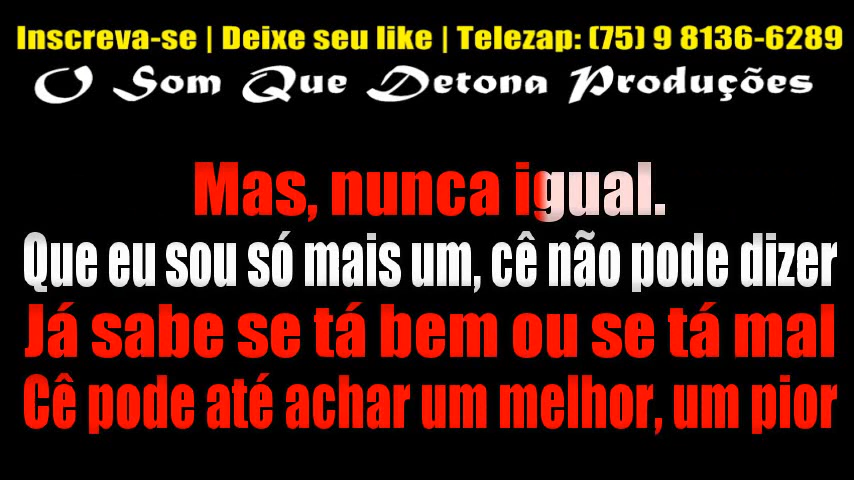 Inscreva-se | Deixe seu like | Telezap: (75) 9 8136-6289
O Som Que Detona Produções
Mas, nunca igual.
Que eu sou só mais um, cê não pode dizer
Já sabe se tá bem ou se tá mal
Cê pode até achar um melhor, um pior